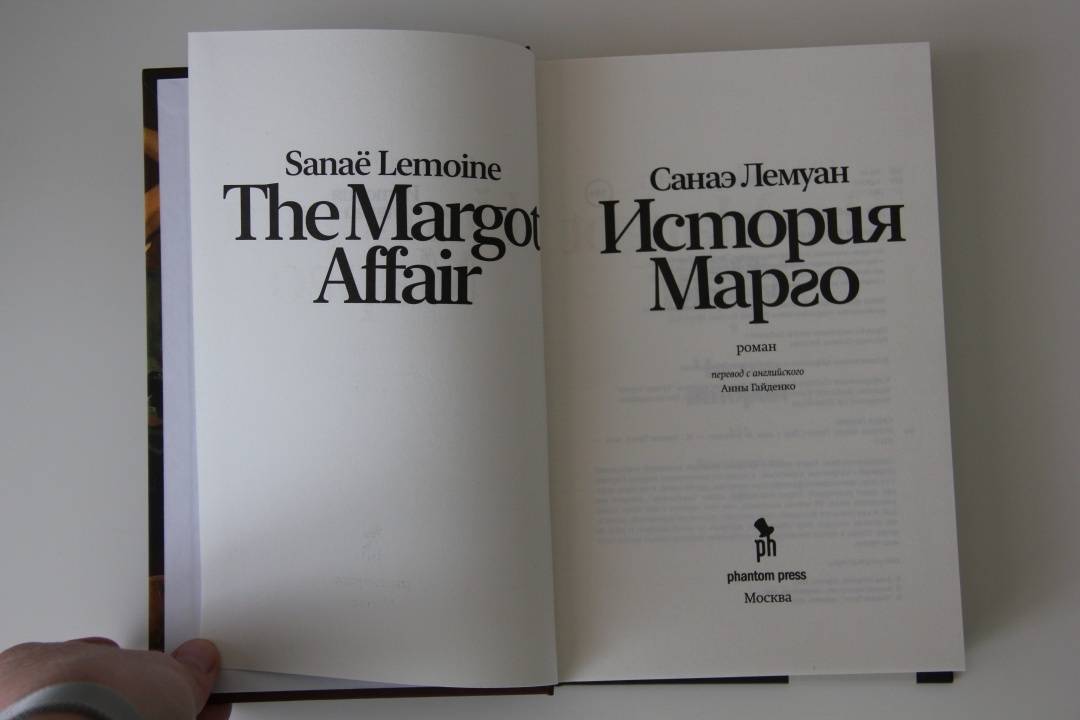 Sanaë Lemoine
The Margot
Affair
Санаэ Лемуан
История
Марго
роман
перевод с английского
Анны Гайденко
ph
phantom press
Москва